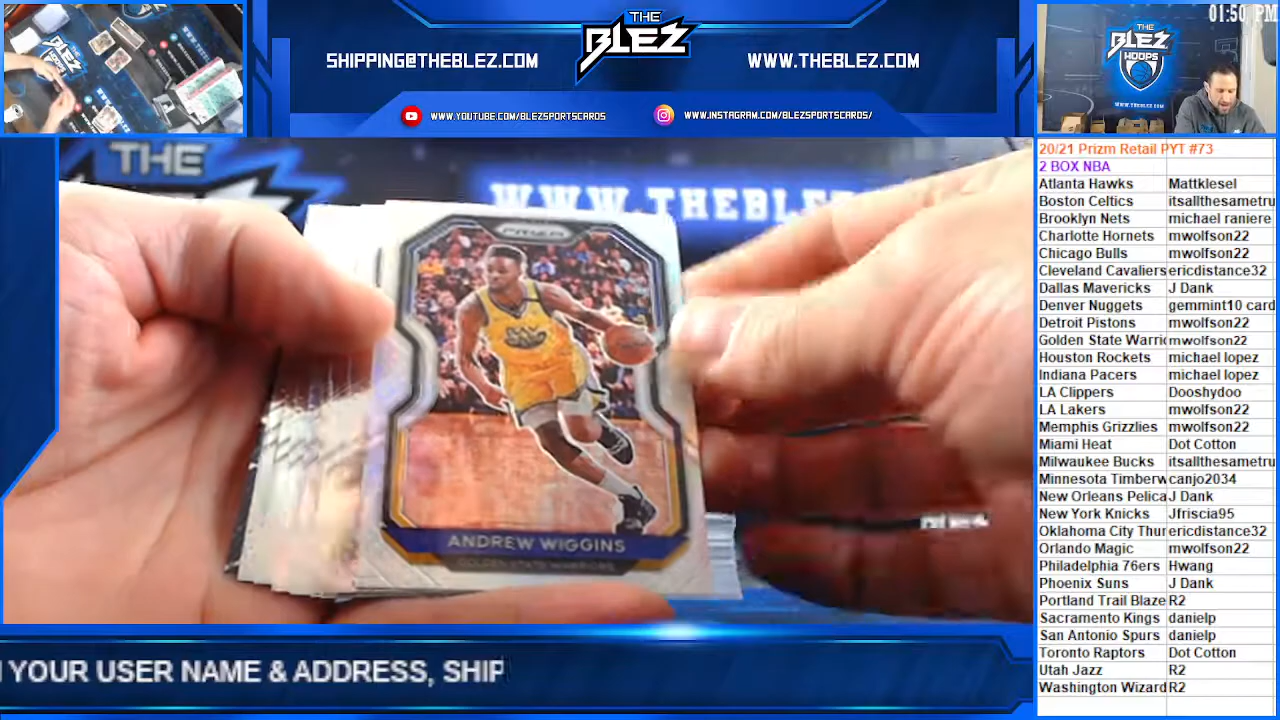 01:50 PM
THE
BLEZ
SHIPPING@THEBLEZ.COM
WWW.THEBLEZ.COM
WWW.YOUTUBE.COM/BLEZSPORTSCARDS
WWW.INSTAGRAM.COM/BLEZSPORTSCARDS/
THE
BLEZ
HOOPS
WWW.THEBLEZ.COM
THE
WWW.THEBLE
PRIZM
ANDREW WIGGINS
GOLDEN STATE WARRIORS
20/21 Prizm Retail PYT #73
2 BOX NBA
Atlanta Hawks Mattklesel
Boston Celtics itsallthesametru
Brooklyn Nets michael raniere
Charlotte Hornets mwolfson22
Chicago Bulls mwolfson22
Cleveland Cavaliers ericdistance32
Dallas Mavericks J Dank
Denver Nuggets gemmint10 card
Detroit Pistons mwolfson22
Golden State Warri mwolfson22
Houston Rockets michael lopez
Indiana Pacers michael lopez
LA Clippers Dooshydoo
LA Lakers mwolfson22
Memphis Grizzlies mwolfson22
Miami Heat Dot Cotton
Milwaukee Bucks itsallthesametru
Minnesota Timberw canjo2034
New Orleans Pelica J Dank
New York Knicks Jfriscia95
Oklahoma City Thur ericdistance32
Orlando Magic mwolfson22
Philadelphia 76ers Hwang
Phoenix Suns J Dank
Portland Trail Blaze R2
Sacramento Kings danielp
San Antonio Spurs danielp
Toronto Raptors Dot Cotton
Utah Jazz R2
Washington Wizard R2
YOUR USER NAME & ADDRESS, SHIP